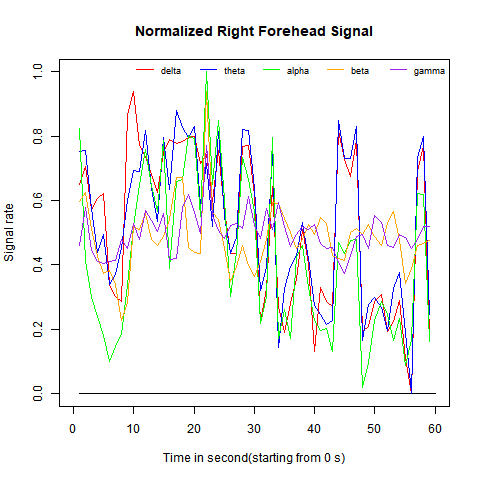 Normalized Right Forehead Signal
delta theta alpha beta gamma
Signal rate
1.0
0.8
0.6
0.4
0.2
0.0
0 10 20 30 40 50 60
Time in second(starting from 0 s)